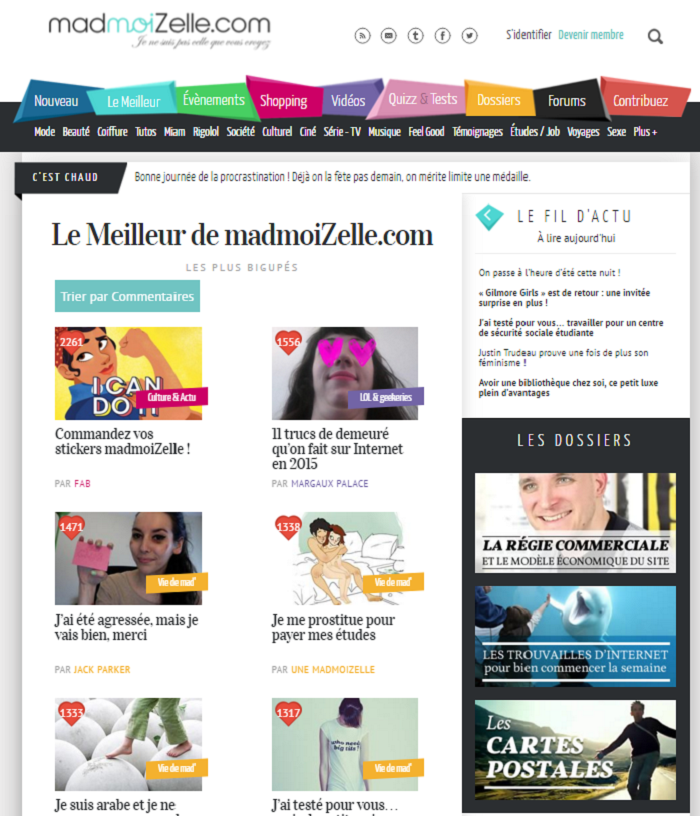 madmoiZelle.com
Je ne suis pas celle que vous croyez
S'identifier Devenir membre
Nouveau Le Meilleur Évènements Shopping Vidéos Quizz & Tests Dossiers Forums Contribuez
Mode Beauté Coiffure Tutos Miam Rigolol Société Culturel Ciné Série - TV Musique Feel Good Témoignages Études / Job Voyages Sexe Plus +
C'EST CHAUD
Bonne journée de la procrastination ! Déjà on la fête pas demain, on mérite limite une médaille.
Le Meilleur de madmoiZelle.com
LES PLUS BIGUPÉS
Trier par Commentaires
2261
I CAN
DO IT
Culture & Actu
Commandez vos
stickers madmoiZelle !
PAR FAB
1556
LOL & geekeries
11 trucs de demeuré
qu'on fait sur Internet
en 2015
PAR MARGAUX PALACE
1471
Vie de mad'
J'ai été agressée, mais je
vais bien, merci
PAR JACK PARKER
1338
Vie de mad'
Je me prostitue pour
payer mes études
PAR UNE MADMOIZELLE
1333
Vie de mad'
Je suis arabe et je ne
1317
who need
big tits
Vie de mad'
J'ai testé pour vous…
LE FIL D'ACTU
À lire aujourd'hui
On passe à l'heure d'été cette nuit !
« Gilmore Girls » est de retour : une invitée
surprise en plus !
J'ai testé pour vous… travailler pour un centre
de sécurité sociale étudiante
Justin Trudeau prouve une fois de plus son
féminisme !
Avoir une bibliothèque chez soi, ce petit luxe
plein d'avantages
LES DOSSIERS
LA RÉGIE COMMERCIALE
ET LE MODÈLE ÉCONOMIQUE DU SITE
LES TROUVAILLES D'INTERNET
pour bien commencer la semaine
Les
CARTES
POSTALES